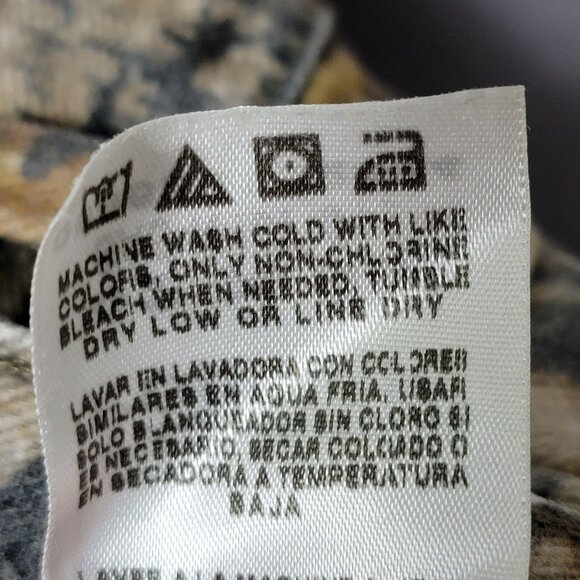 MACHINE WASH COLD WITH LIKE
COLORS, ONLY NON-CHLORINE
BLEACH WHEN NEEDED, TUMBLE
DRY LOW OR LINE DRY
LAVAR EN LAVADORA CON COLORES
SIMILARES EN AGUA FRIA. USAR
SOLO BLANQUEADOR SIN CLORO SI
ES NECESARIO, SECAR COLGADO O
EN SECADORA A TEMPERATURA
BAJA
LAVER A LA